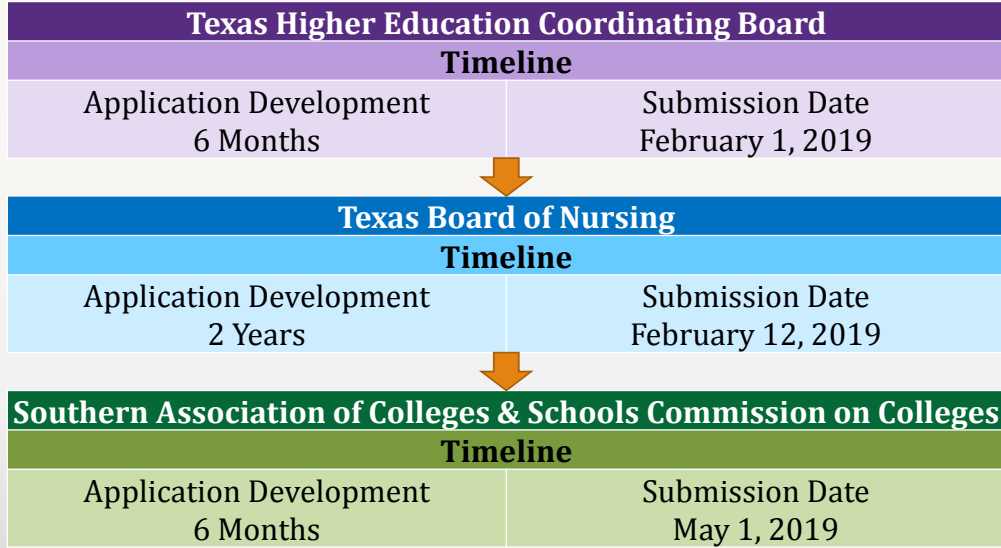 Texas Higher Education Coordinating Board
Timeline
Application Development
6 Months
Submission Date
February 1, 2019
Texas Board of Nursing
Timeline
Application Development
2 Years
Submission Date
February 12, 2019
Southern Association of Colleges & Schools Commission on Colleges
Timeline
Application Development
6 Months
Submission Date
May 1, 2019